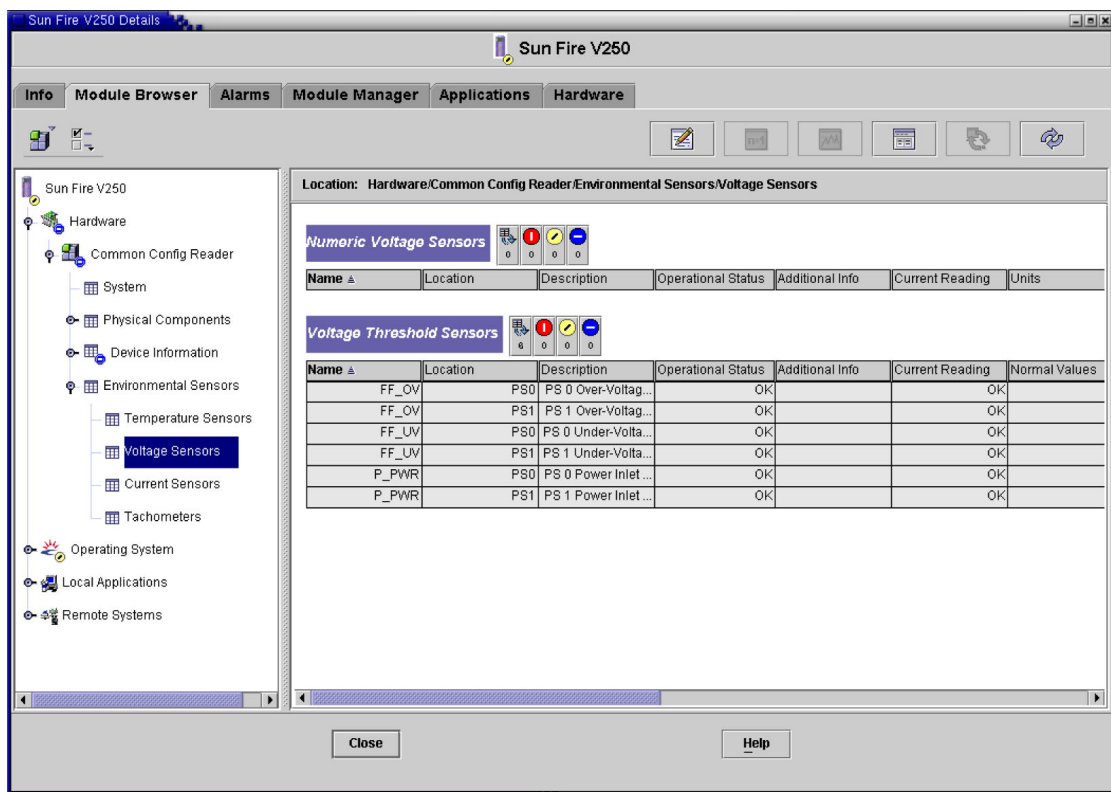 Sun Fire V250 Details
Sun Fire V250
Info Module Browser Alarms Module Manager Applications Hardware
n=1
Sun Fire V250
Hardware
Common Config Reader
System
Physical Components
Device Information
Environmental Sensors
Temperature Sensors
Voltage Sensors
Current Sensors
Tachometers
Operating System
Local Applications
Remote Systems
Location: Hardware/Common Config Reader/Environmental Sensors/Voltage Sensors
Numeric Voltage Sensors 0 0 0 0
Name Location Description Operational Status Additional Info Current Reading Units
Voltage Threshold Sensors 6 0 0 0
Name Location Description Operational Status Additional Info Current Reading Normal Values
FF_OV PS0 PS 0 Over-Voltag... OK OK
FF_OV PS1 PS 1 Over-Voltag... OK OK
FF_UV PS0 PS 0 Under-Volta... OK OK
FF_UV PS1 PS 1 Under-Volta... OK OK
P_PWR PS0 PS 0 Power Inlet ... OK OK
P_PWR PS1 PS 1 Power Inlet ... OK OK
Close Help